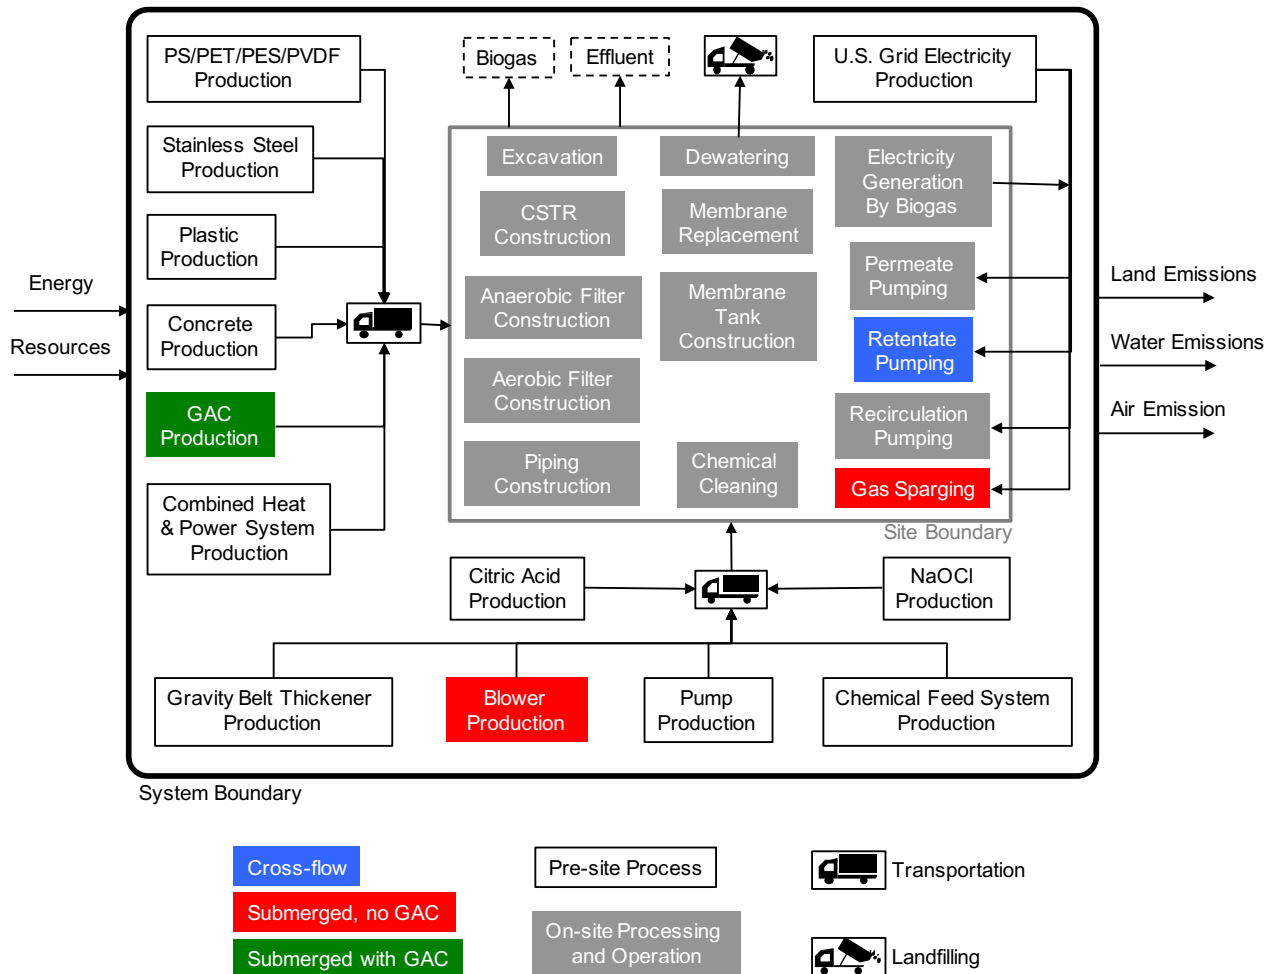 PS/PET/PES/PVDF
Production
Biogas
Effluent
U.S. Grid Electricity
Production
Stainless Steel
Production
Plastic
Production
Concrete
Production
GAC
Production
Combined Heat
& Power System
Production
Energy
Resources
Excavation
CSTR
Construction
Anaerobic Filter
Construction
Aerobic Filter
Construction
Piping
Construction
Dewatering
Membrane
Replacement
Membrane
Tank
Construction
Chemical
Cleaning
Electricity
Generation
By Biogas
Permeate
Pumping
Retentate
Pumping
Recirculation
Pumping
Gas Sparging
Site Boundary
Land Emissions
Water Emissions
Air Emission
Citric Acid
Production
NaOCl
Production
Gravity Belt Thickener
Production
Blower
Production
Pump
Production
Chemical Feed System
Production
System Boundary
Cross-flow
Submerged, no GAC
Submerged with GAC
Pre-site Process
On-site Processing
and Operation
Transportation
Landfilling